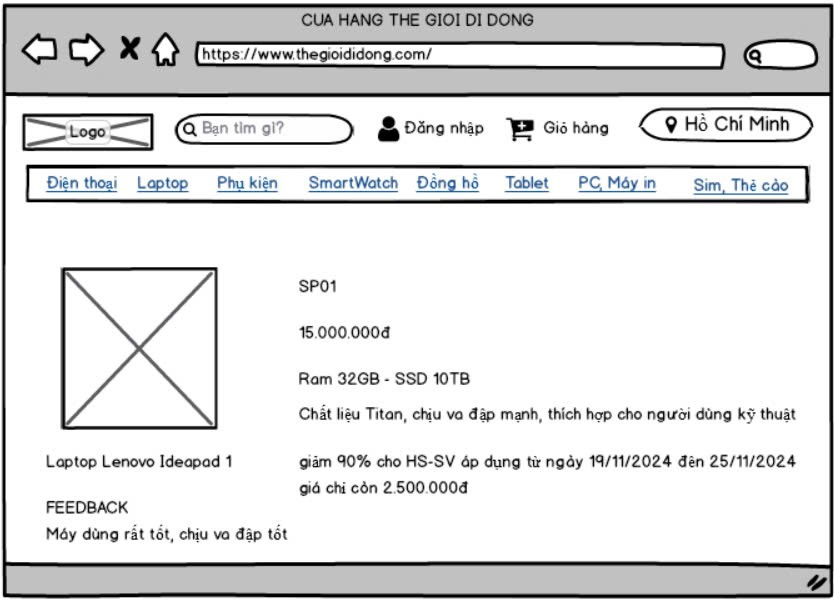 CUA HANG THE GIOI DI DONG
https://www.thegioididong.com/
Logo
Bạn tìm gì?
Đăng nhập
Giỏ hàng
Hồ Chí Minh
Điện thoại Laptop Phụ kiện SmartWatch Đồng hồ Tablet PC, Máy in Sim, Thẻ cào
SP01
15.000.000đ
Ram 32GB - SSD 10TB
Chất liệu Titan, chịu va đập mạnh, thích hợp cho người dùng kỹ thuật
Laptop Lenovo Ideapad 1
giảm 90% cho HS-SV áp dụng từ ngày 19/11/2024 đến 25/11/2024
giá chỉ còn 2.500.000đ
FEEDBACK
Máy dùng rất tốt, chịu va đập tốt